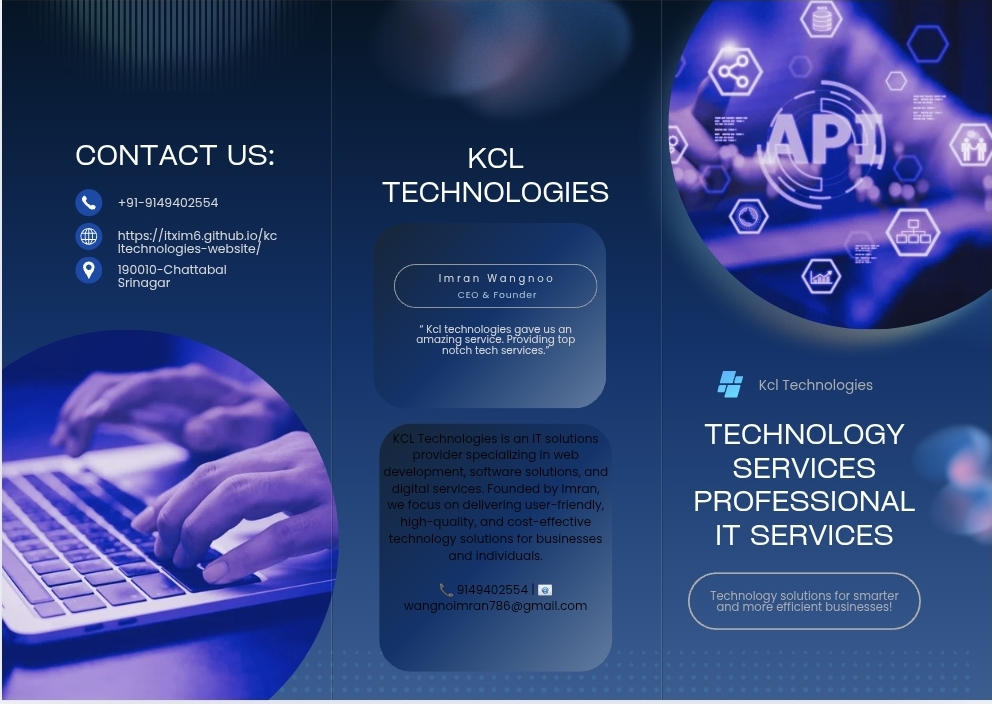 CONTACT US:
+91-9149402554
https://itxim6.github.io/kc
ltechnologies-website/
190010-Chattabal
Srinagar
KCL
TECHNOLOGIES
Imran Wangnoo
CEO & Founder
“ Kcl technologies gave us an
amazing service. Providing top
notch tech services.”
KCL Technologies is an IT solutions
provider specializing in web
development, software solutions, and
digital services. Founded by Imran,
we focus on delivering user-friendly,
high-quality, and cost-effective
technology solutions for businesses
and individuals.
📞 9149402554 | 📧
wangnoimran786@gmail.com
API
Kcl Technologies
TECHNOLOGY
SERVICES
PROFESSIONAL
IT SERVICES
Technology solutions for smarter
and more efficient businesses!